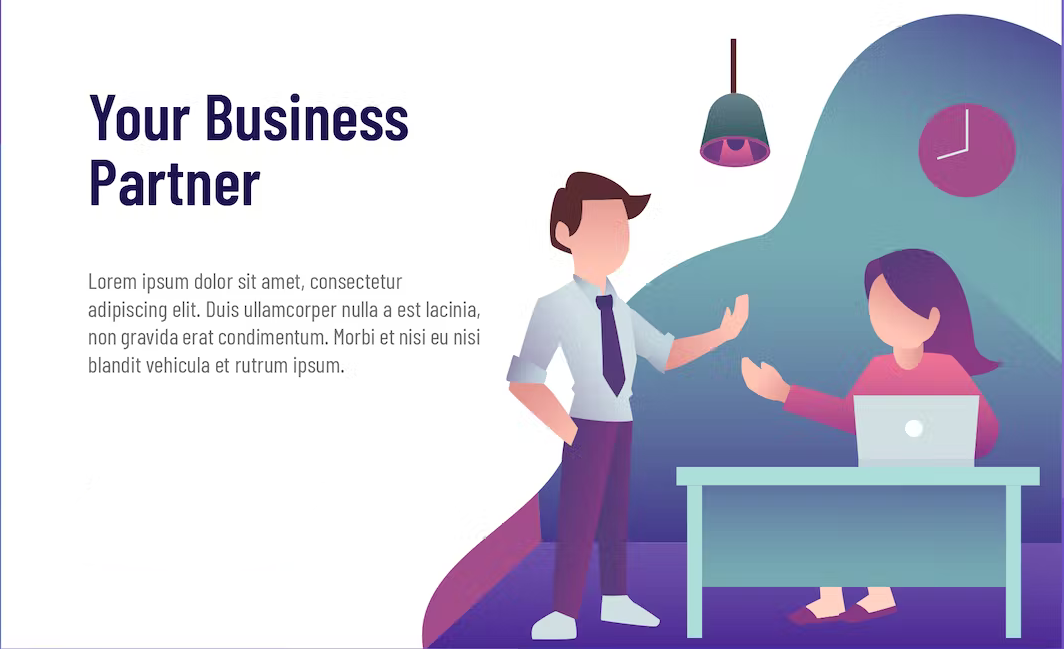 Your Business
Partner
Lorem ipsum dolor sit amet, consectetur
adipiscing elit. Duis ullamcorper nulla a est lacinia,
non gravida erat condimentum. Morbi et nisi eu nisi
blandit vehicula et rutrum ipsum.